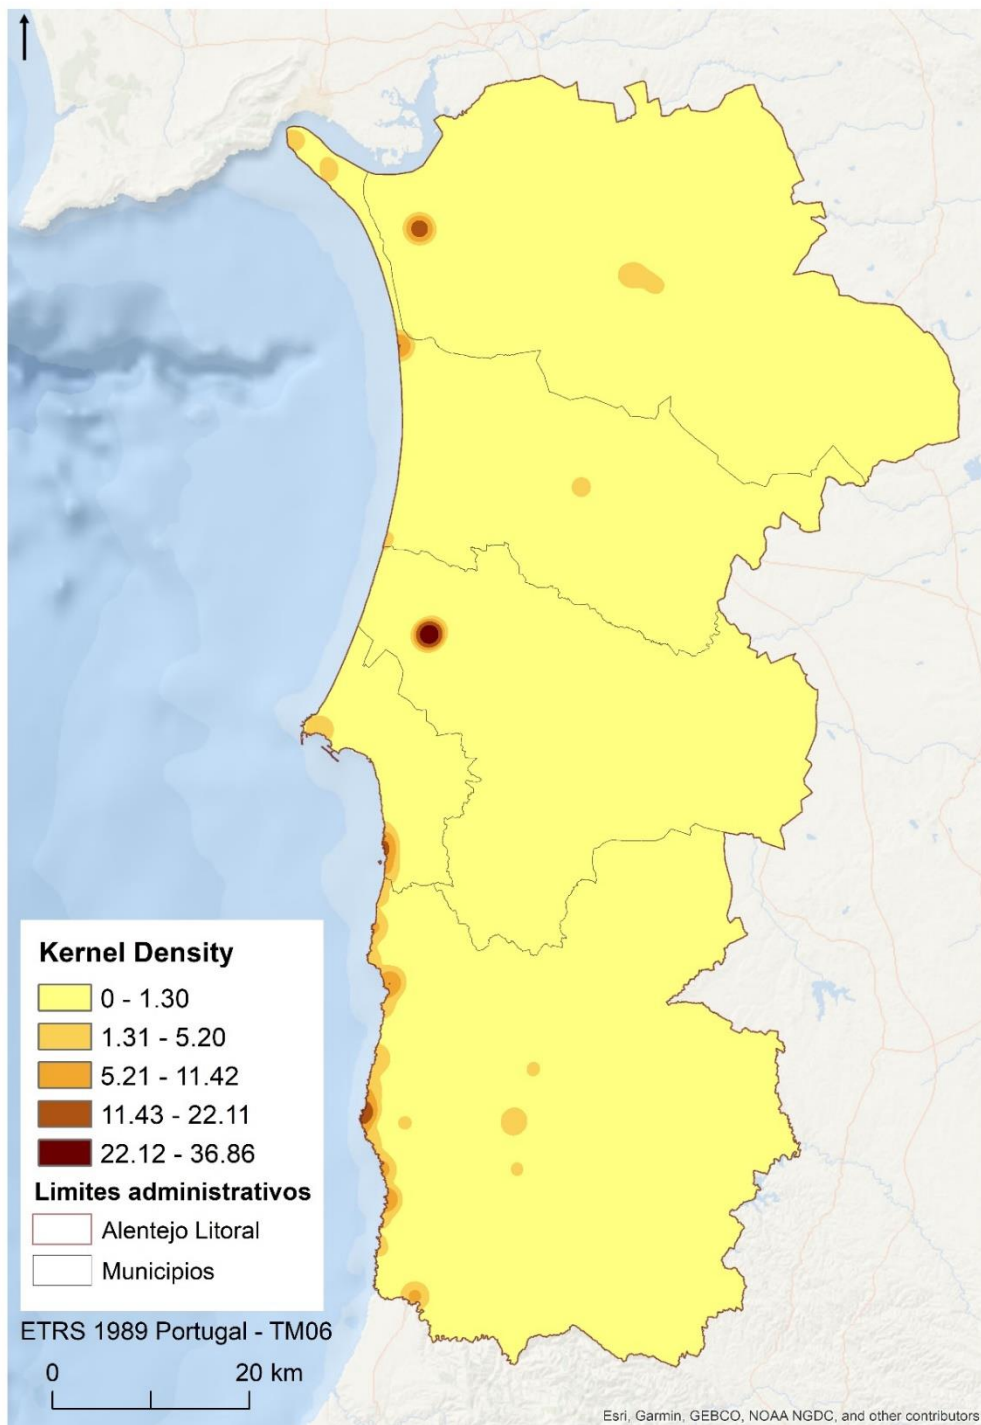 Kernel Density
0 - 1.30
1.31 - 5.20
5.21 - 11.42
11.43 - 22.11
22.12 - 36.86
Limites administrativos
Alentejo Litoral
Municipios
ETRS 1989 Portugal - TM06
0 20 km
Esri, Garmin, GEBCO, NOAA NGDC, and other contributors